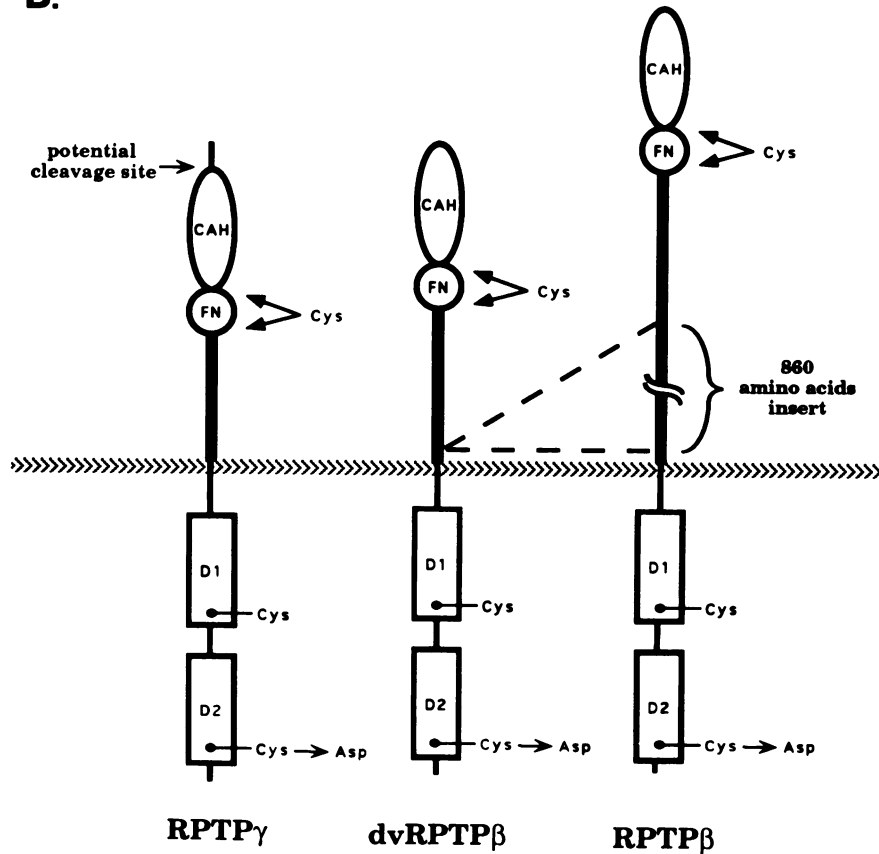 B.
CAH
FN
Cys
potential
cleavage site
CAH
FN
Cys
CAH
FN
Cys
860
amino acids
insert
D1
Cys
D2
Cys → Asp
D1
Cys
D2
Cys → Asp
D1
Cys
D2
Cys → Asp
RPTPγ
dvRPTPβ
RPTPβ